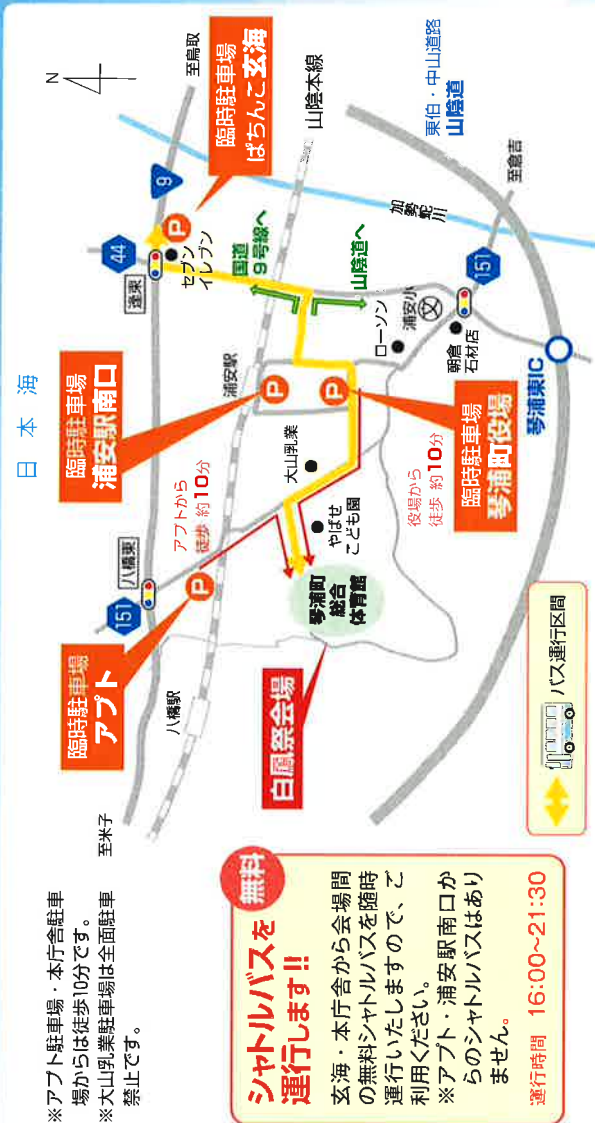 ※アプト駐車場・本庁舎駐車
場からは徒歩10分です。
※大山乳業駐車場は全面駐車
禁止です。
無料
シャトルバスを
運行します!!
玄海・本庁舎から会場間
の無料シャトルバスを随時
運行いたしますので、ご
利用ください。
※アプト・浦安駅南口か
らのシャトルバスはあり
ません。
運行時間 16:00~21:30
日本海
N
至米子
至鳥取
臨時駐車場
アプト
八橋東
151
P
アプトから
徒歩 約10分
八橋駅
臨時駐車場
浦安駅南口
浦安駅
P
逢東
44
9
P
セブン
イレブン
臨時駐車場
ぱちんこ玄海
国道
9号線へ
山陰本線
山陰道へ
東伯・中山道路
山陰道
加勢蛇川
至倉吉
大山乳業
P
ローソン
浦安小
文
151
朝倉
石材店
やばせ
こども園
役場から
徒歩 約10分
臨時駐車場
琴浦町役場
琴浦東IC
琴浦町
総合
体育館
白鳳祭会場
バス運行区間